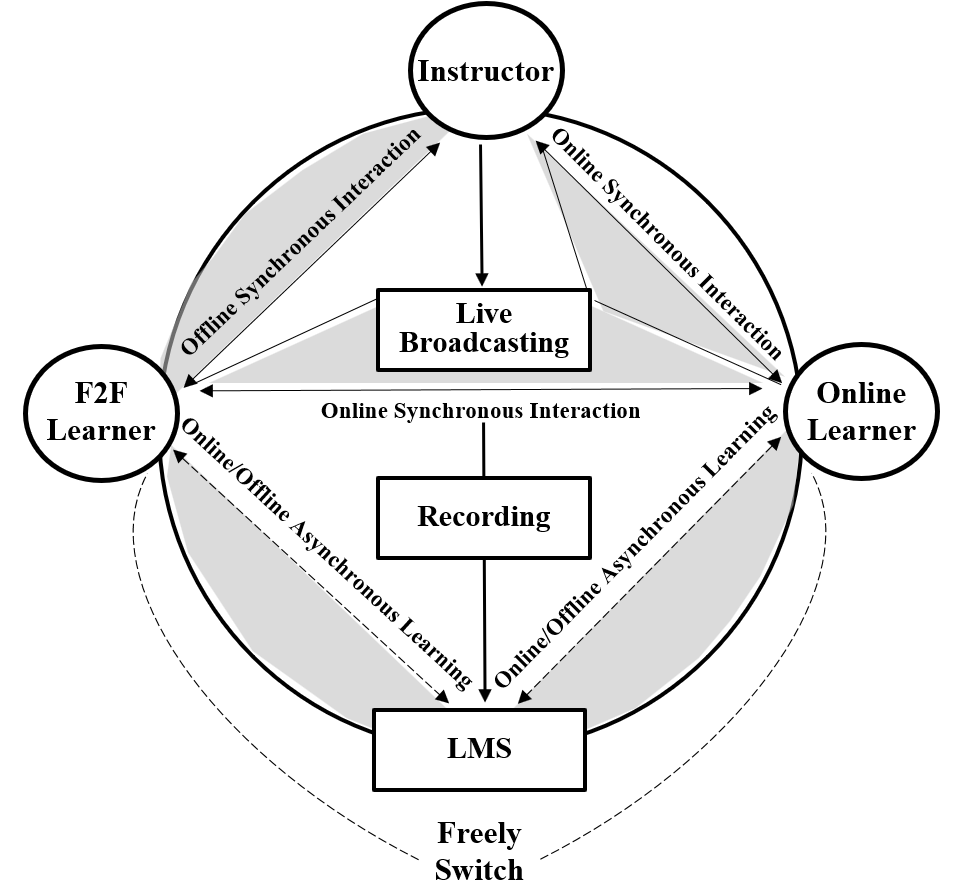 Instructor
Offline Synchronous Interaction
Online Synchronous Interaction
Live
Broadcasting
F2F
Learner
Online
Learner
Online Synchronous Interaction
Online/Offline Asynchronous Learning
Online/Offline Asynchronous Learning
Recording
LMS
Freely
Switch